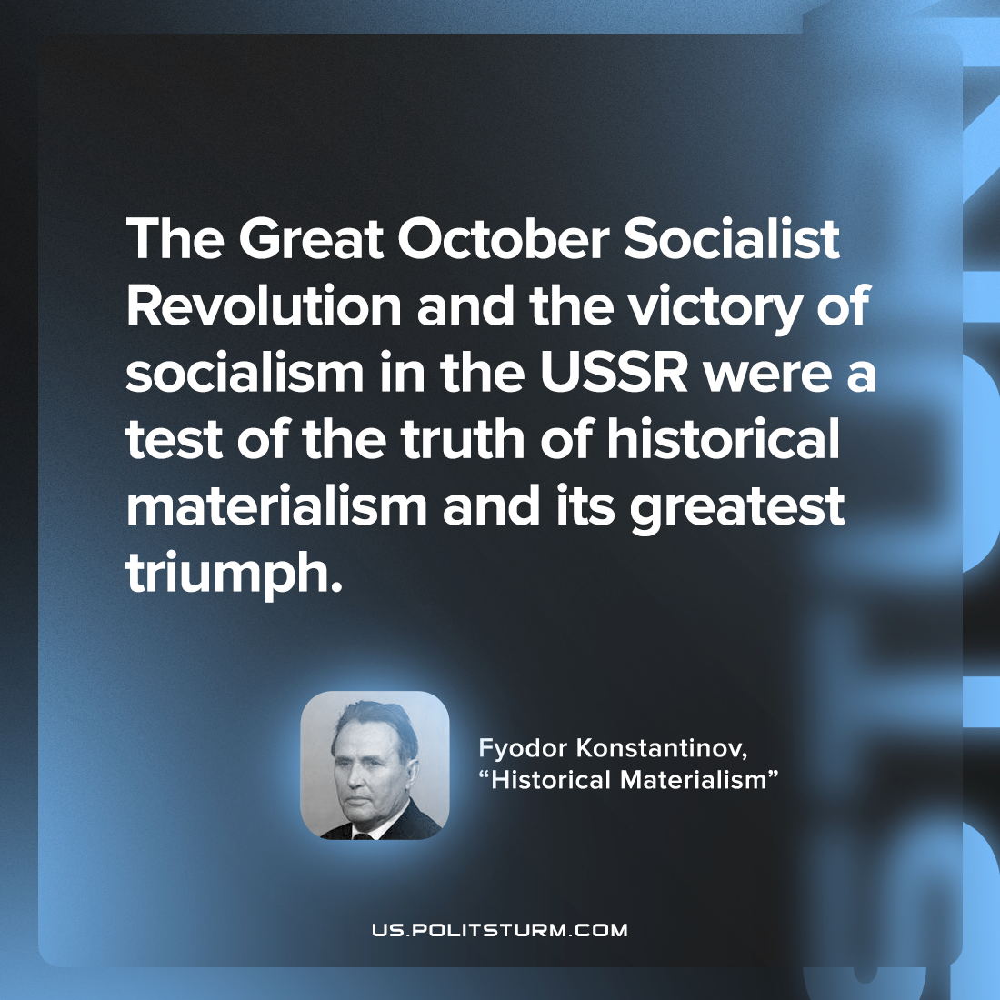 The Great October Socialist
Revolution and the victory of
socialism in the USSR were a
test of the truth of historical
materialism and its greatest
triumph.
Fyodor Konstantinov,
“Historical Materialism”
US.POLITSTURM.COM